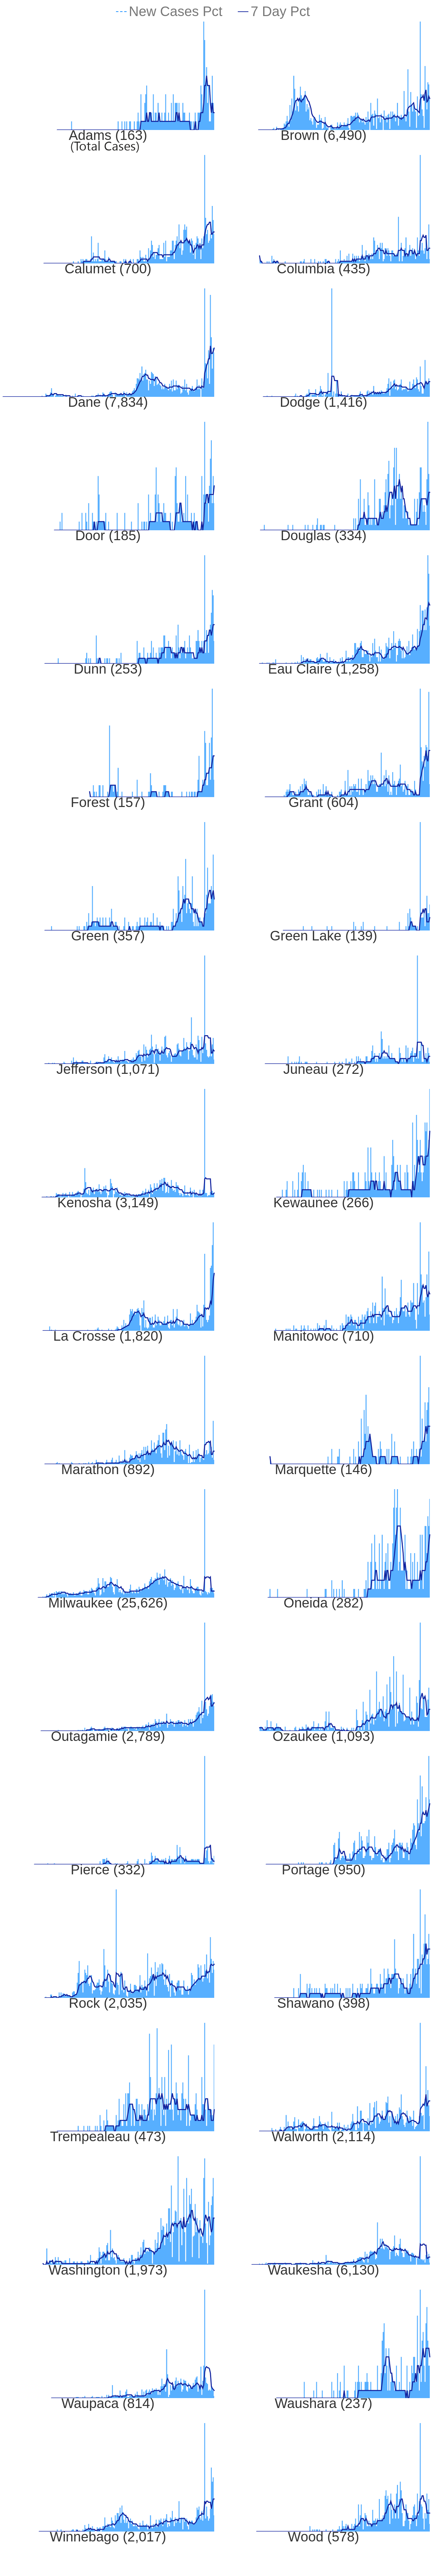 New Cases Pct 7 Day Pct
Adams (163) Brown (6,490)
(Total Cases)
Calumet (700) Columbia (435)
Dane (7,834) Dodge (1,416)
Door (185) Douglas (334)
Dunn (253) Eau Claire (1,258)
Forest (157) Grant (604)
Green (357) Green Lake (139)
Jefferson (1,071) Juneau (272)
Kenosha (3,149) Kewaunee (266)
La Crosse (1,820) Manitowoc (710)
Marathon (892) Marquette (146)
Milwaukee (25,626) Oneida (282)
Outagamie (2,789) Ozaukee (1,093)
Pierce (332) Portage (950)
Rock (2,035) Shawano (398)
Trempealeau (473) Walworth (2,114)
Washington (1,973) Waukesha (6,130)
Waupaca (814) Waushara (237)
Winnebago (2,017) Wood (578)